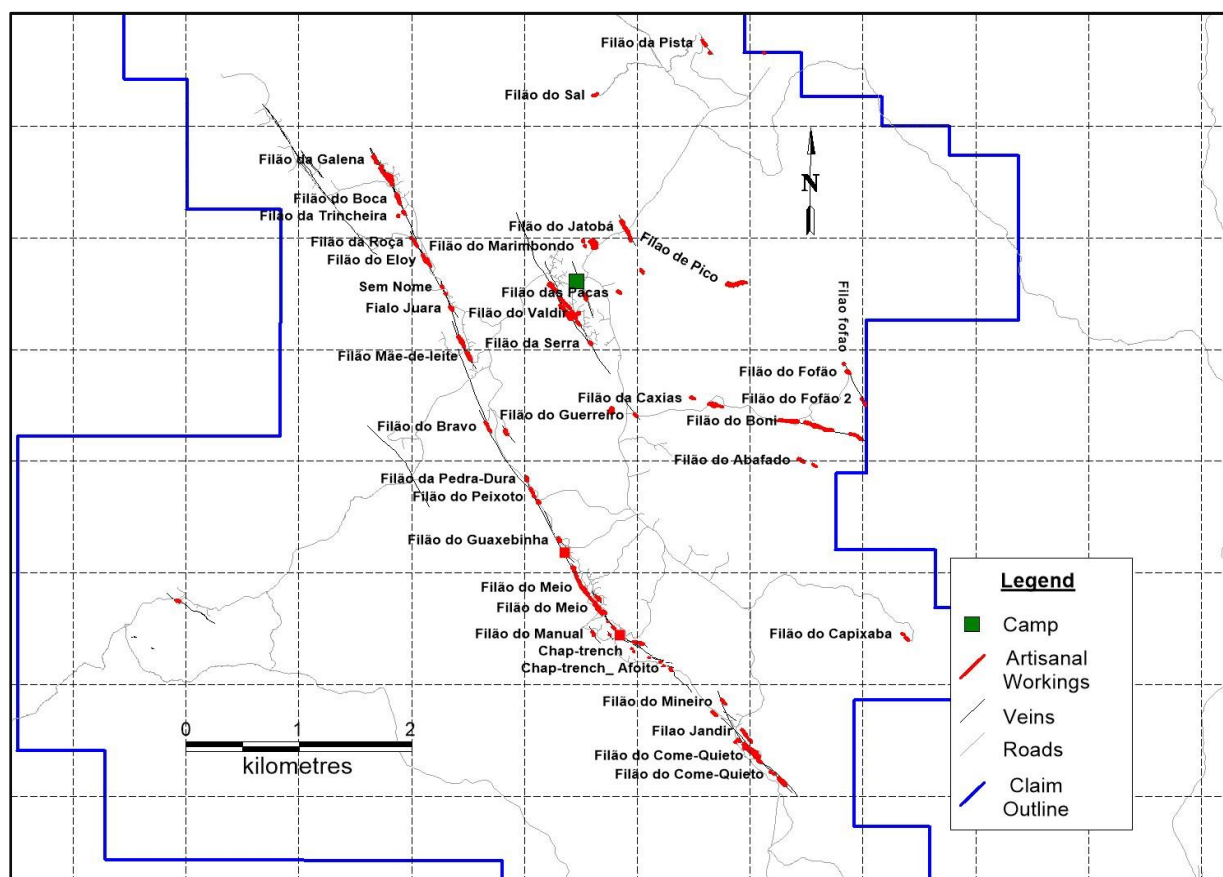 Filão da Pista
Filão do Sal
Filão da Galena
N
Filão do Boca
Filão da Trincheira
Filão do Jatobá
Filão da Roça
Filão do Marimbondo
Filao de Pico
Filão do Eloy
Sem Nome
Filão das Pacas
Fialo Juara
Filão do Valdir
Filao fofao
Filão da Serra
Filão Mãe-de-leite
Filão do Fofão
Filão da Caxias
Filão do Fofão 2
Filão do Guerreiro
Filão do Bravo
Filão do Boni
Filão do Abafado
Filão da Pedra-Dura
Filão do Peixoto
Filão do Guaxebinha
Filão do Meio
Filão do Meio
Filão do Manual
Filão do Capixaba
Chap-trench
Chap-trench_ Afoito
Filão do Mineiro
Filao Jandir
Filão do Come-Quieto
Filão do Come-Quieto
0 2
kilometres
Legend
Camp
Artisanal
Workings
Veins
Roads
Claim
Outline